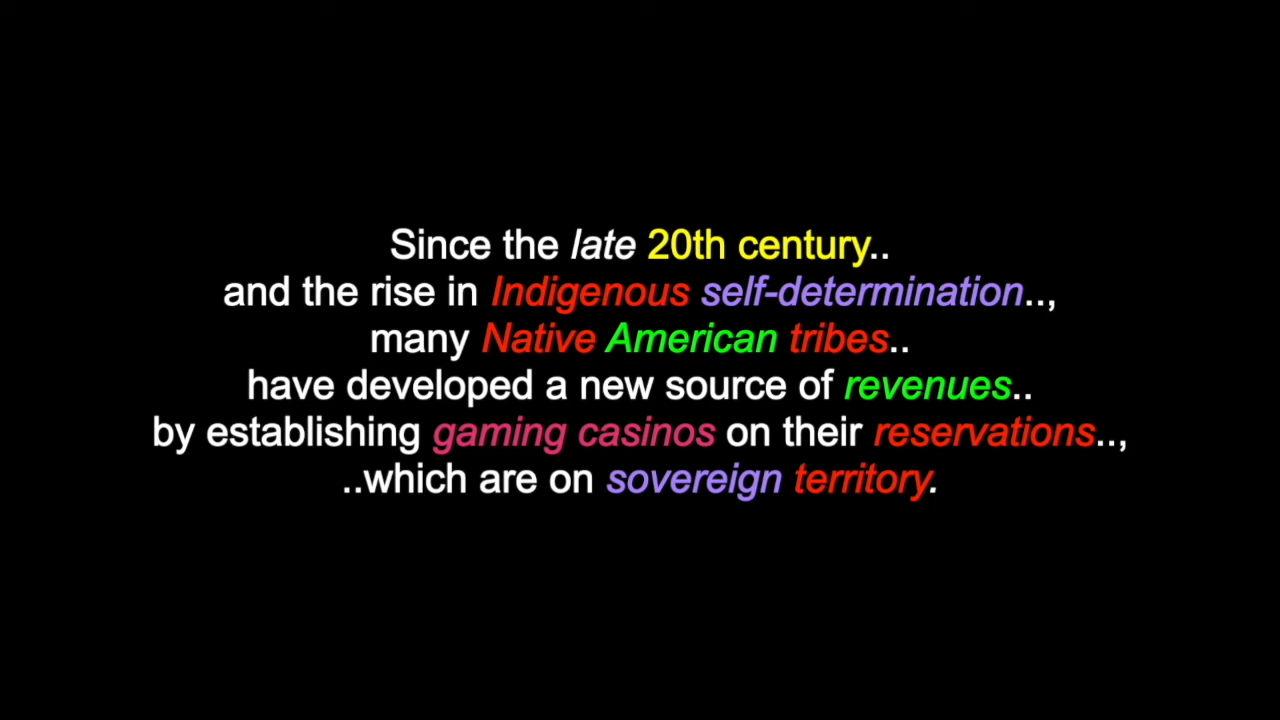 Since the late 20th century..
and the rise in Indigenous self-determination..,
many Native American tribes..
have developed a new source of revenues..
by establishing gaming casinos on their reservations..,
..which are on sovereign territory.